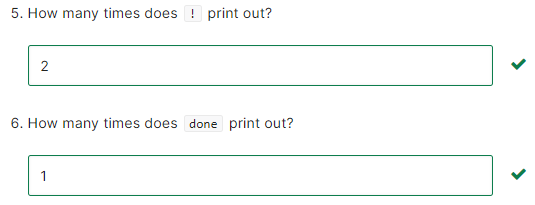 5. How many times does ! print out?
2
6. How many times does done print out?
1